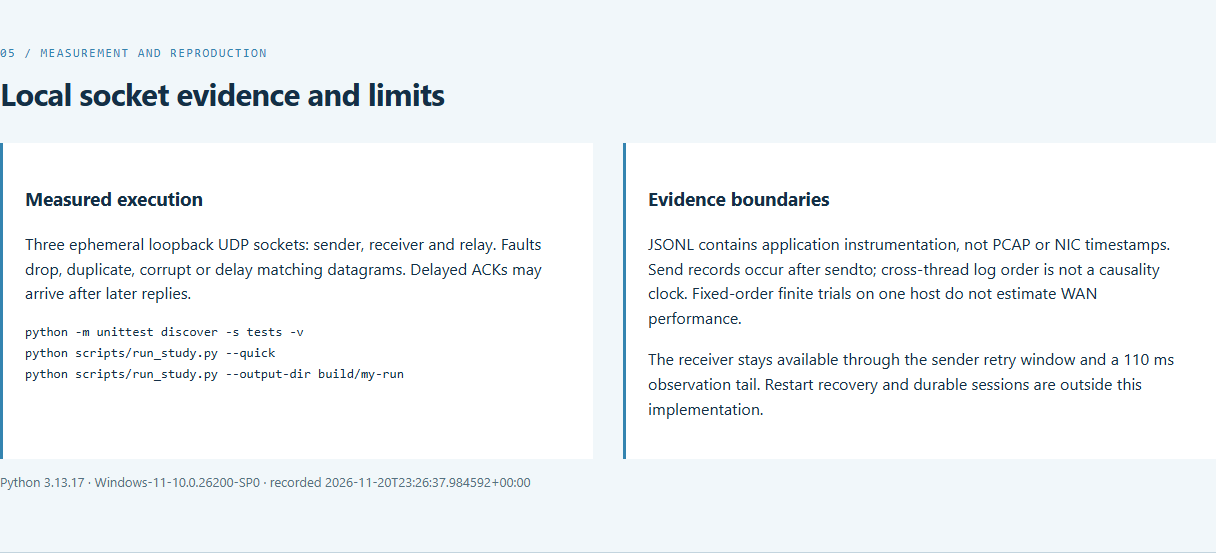 05 / MEASUREMENT AND REPRODUCTION
Local socket evidence and limits
Measured execution
Three ephemeral loopback UDP sockets: sender, receiver and relay. Faults
drop, duplicate, corrupt or delay matching datagrams. Delayed ACKs may
arrive after later replies.
python -m unittest discover -s tests -v
python scripts/run_study.py --quick
python scripts/run_study.py --output-dir build/my-run
Evidence boundaries
JSONL contains application instrumentation, not PCAP or NIC timestamps.
Send records occur after sendto; cross-thread log order is not a causality
clock. Fixed-order finite trials on one host do not estimate WAN
performance.
The receiver stays available through the sender retry window and a 110 ms
observation tail. Restart recovery and durable sessions are outside this
implementation.
Python 3.13.17 · Windows-11-10.0.26200-SP0 · recorded 2026-11-20T23:26:37.984592+00:00